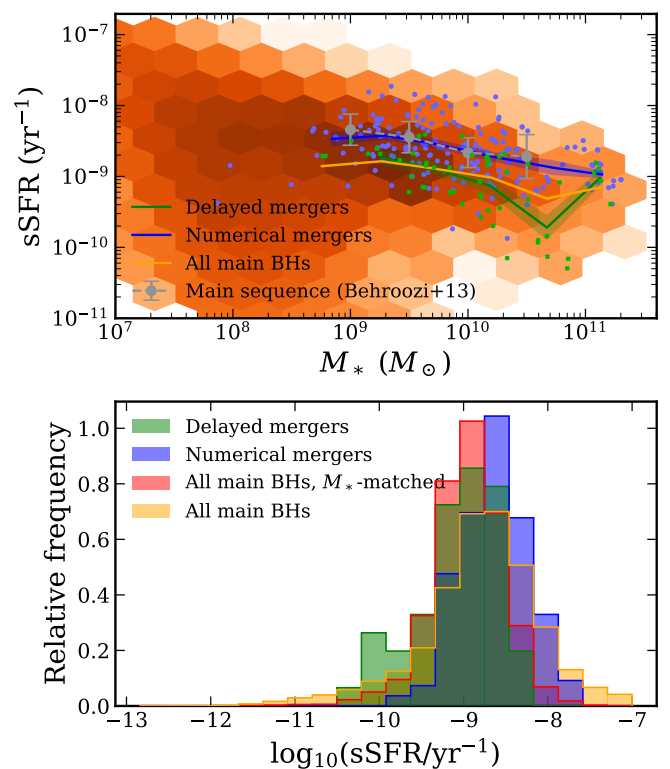 10⁻⁷
10⁻⁸
10⁻⁹
10⁻¹⁰
10⁻¹¹
sSFR (yr⁻¹)
Delayed mergers
Numerical mergers
All main BHs
Main sequence (Behroozi+13)
10⁷ 10⁸ 10⁹ 10¹⁰ 10¹¹
M* (M⊙)
Delayed mergers
Numerical mergers
All main BHs, M*-matched
All main BHs
1.0
0.8
0.6
0.4
0.2
0.0
Relative frequency
−13 −12 −11 −10 −9 −8 −7
log₁₀(sSFR/yr⁻¹)